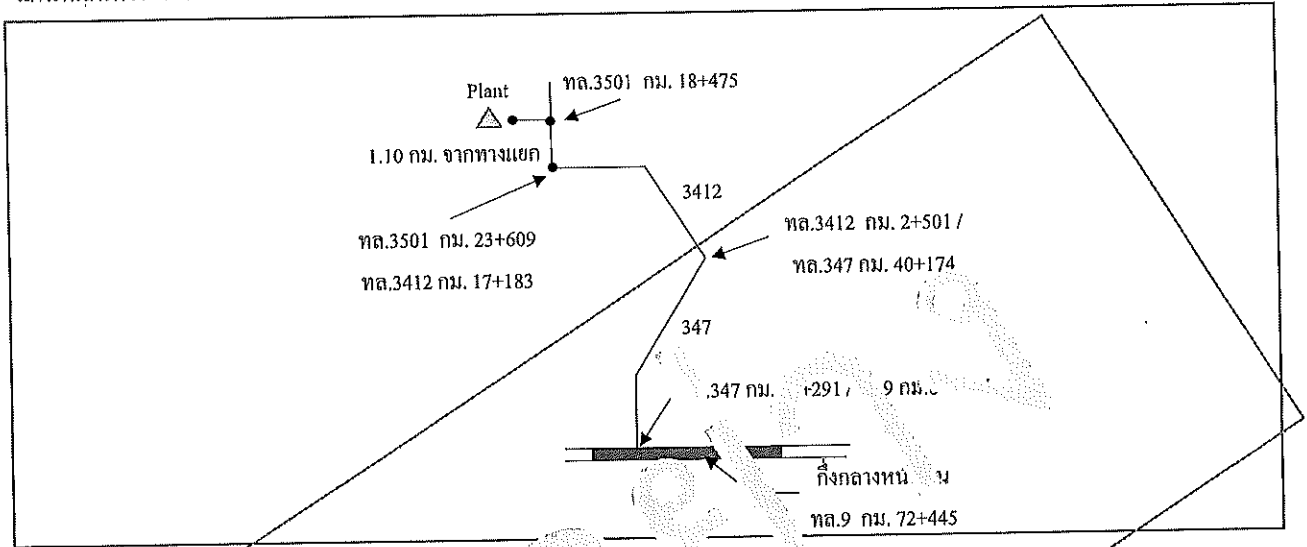 Plant
ทล.3501 กม. 18+475
1.10 กม. จากทางแยก
3412
ทล.3501 กม. 23+609
ทล.3412 กม. 17+183
ทล.3412 กม. 2+501 /
ทล.347 กม. 40+174
347
.347 กม. +291 / 9 กม.
กึ่งกลางหน
ทล.9 กม. 72+445